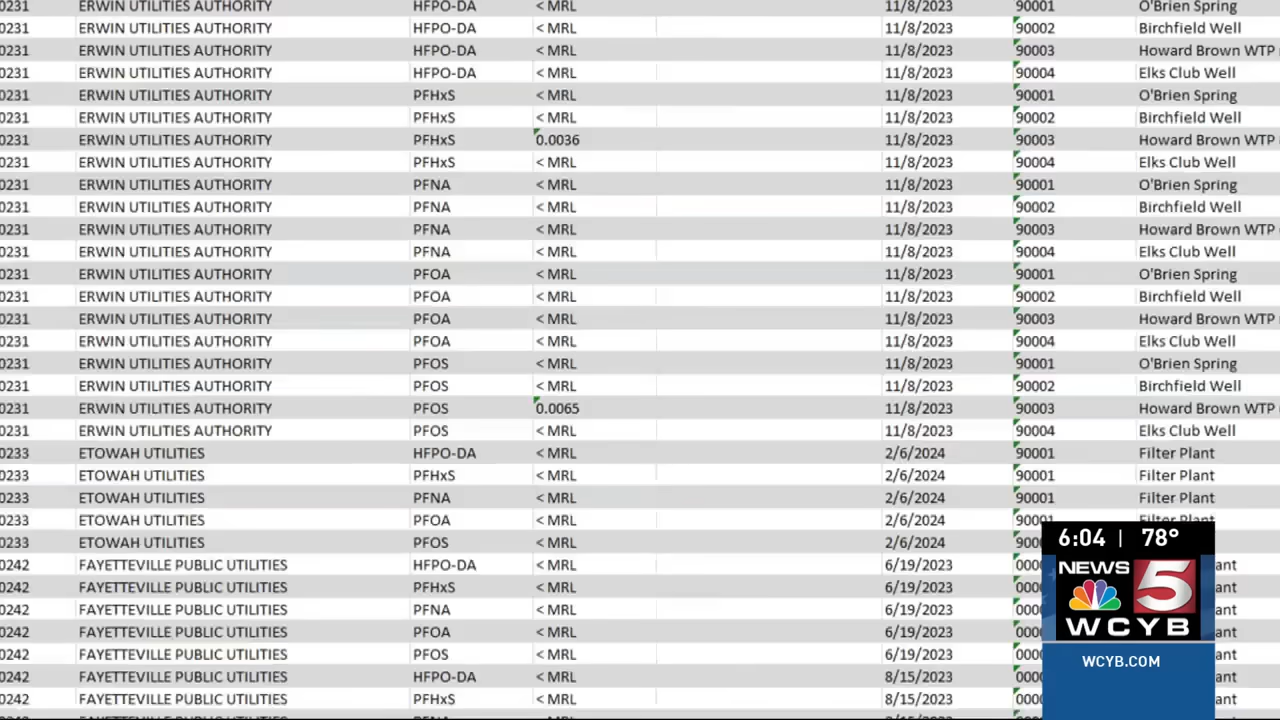 0231 ERWIN UTILITIES AUTHORITY HFPO-DA < MRL 11/8/2023 90001 O'Brien Spring
0231 ERWIN UTILITIES AUTHORITY HFPO-DA < MRL 11/8/2023 90002 Birchfield Well
0231 ERWIN UTILITIES AUTHORITY HFPO-DA < MRL 11/8/2023 90003 Howard Brown WTP
0231 ERWIN UTILITIES AUTHORITY HFPO-DA < MRL 11/8/2023 90004 Elks Club Well
0231 ERWIN UTILITIES AUTHORITY PFHxS < MRL 11/8/2023 90001 O'Brien Spring
0231 ERWIN UTILITIES AUTHORITY PFHxS < MRL 11/8/2023 90002 Birchfield Well
0231 ERWIN UTILITIES AUTHORITY PFHxS 0.0036 11/8/2023 90003 Howard Brown WTP
0231 ERWIN UTILITIES AUTHORITY PFHxS < MRL 11/8/2023 90004 Elks Club Well
0231 ERWIN UTILITIES AUTHORITY PFNA < MRL 11/8/2023 90001 O'Brien Spring
0231 ERWIN UTILITIES AUTHORITY PFNA < MRL 11/8/2023 90002 Birchfield Well
0231 ERWIN UTILITIES AUTHORITY PFNA < MRL 11/8/2023 90003 Howard Brown WTP
0231 ERWIN UTILITIES AUTHORITY PFNA < MRL 11/8/2023 90004 Elks Club Well
0231 ERWIN UTILITIES AUTHORITY PFOA < MRL 11/8/2023 90001 O'Brien Spring
0231 ERWIN UTILITIES AUTHORITY PFOA < MRL 11/8/2023 90002 Birchfield Well
0231 ERWIN UTILITIES AUTHORITY PFOA < MRL 11/8/2023 90003 Howard Brown WTP
0231 ERWIN UTILITIES AUTHORITY PFOA < MRL 11/8/2023 90004 Elks Club Well
0231 ERWIN UTILITIES AUTHORITY PFOS < MRL 11/8/2023 90001 O'Brien Spring
0231 ERWIN UTILITIES AUTHORITY PFOS < MRL 11/8/2023 90002 Birchfield Well
0231 ERWIN UTILITIES AUTHORITY PFOS 0.0065 11/8/2023 90003 Howard Brown WTP
0231 ERWIN UTILITIES AUTHORITY PFOS < MRL 11/8/2023 90004 Elks Club Well
0233 ETOWAH UTILITIES HFPO-DA < MRL 2/6/2024 90001 Filter Plant
0233 ETOWAH UTILITIES PFHxS < MRL 2/6/2024 90001 Filter Plant
0233 ETOWAH UTILITIES PFNA < MRL 2/6/2024 90001 Filter Plant
0233 ETOWAH UTILITIES PFOA < MRL 2/6/2024 90001 Filter Plant
0233 ETOWAH UTILITIES PFOS < MRL 2/6/2024 900
0242 FAYETTEVILLE PUBLIC UTILITIES HFPO-DA < MRL 6/19/2023 0000 ant
0242 FAYETTEVILLE PUBLIC UTILITIES PFHxS < MRL 6/19/2023 0000 ant
0242 FAYETTEVILLE PUBLIC UTILITIES PFNA < MRL 6/19/2023 0000 ant
0242 FAYETTEVILLE PUBLIC UTILITIES PFOA < MRL 6/19/2023 0000 ant
0242 FAYETTEVILLE PUBLIC UTILITIES PFOS < MRL 6/19/2023 0000 ant
0242 FAYETTEVILLE PUBLIC UTILITIES HFPO-DA < MRL 8/15/2023 0000 ant
0242 FAYETTEVILLE PUBLIC UTILITIES PFHxS < MRL 8/15/2023 0000 ant
6:04 | 78°
NEWS 5
WCYB
WCYB.COM